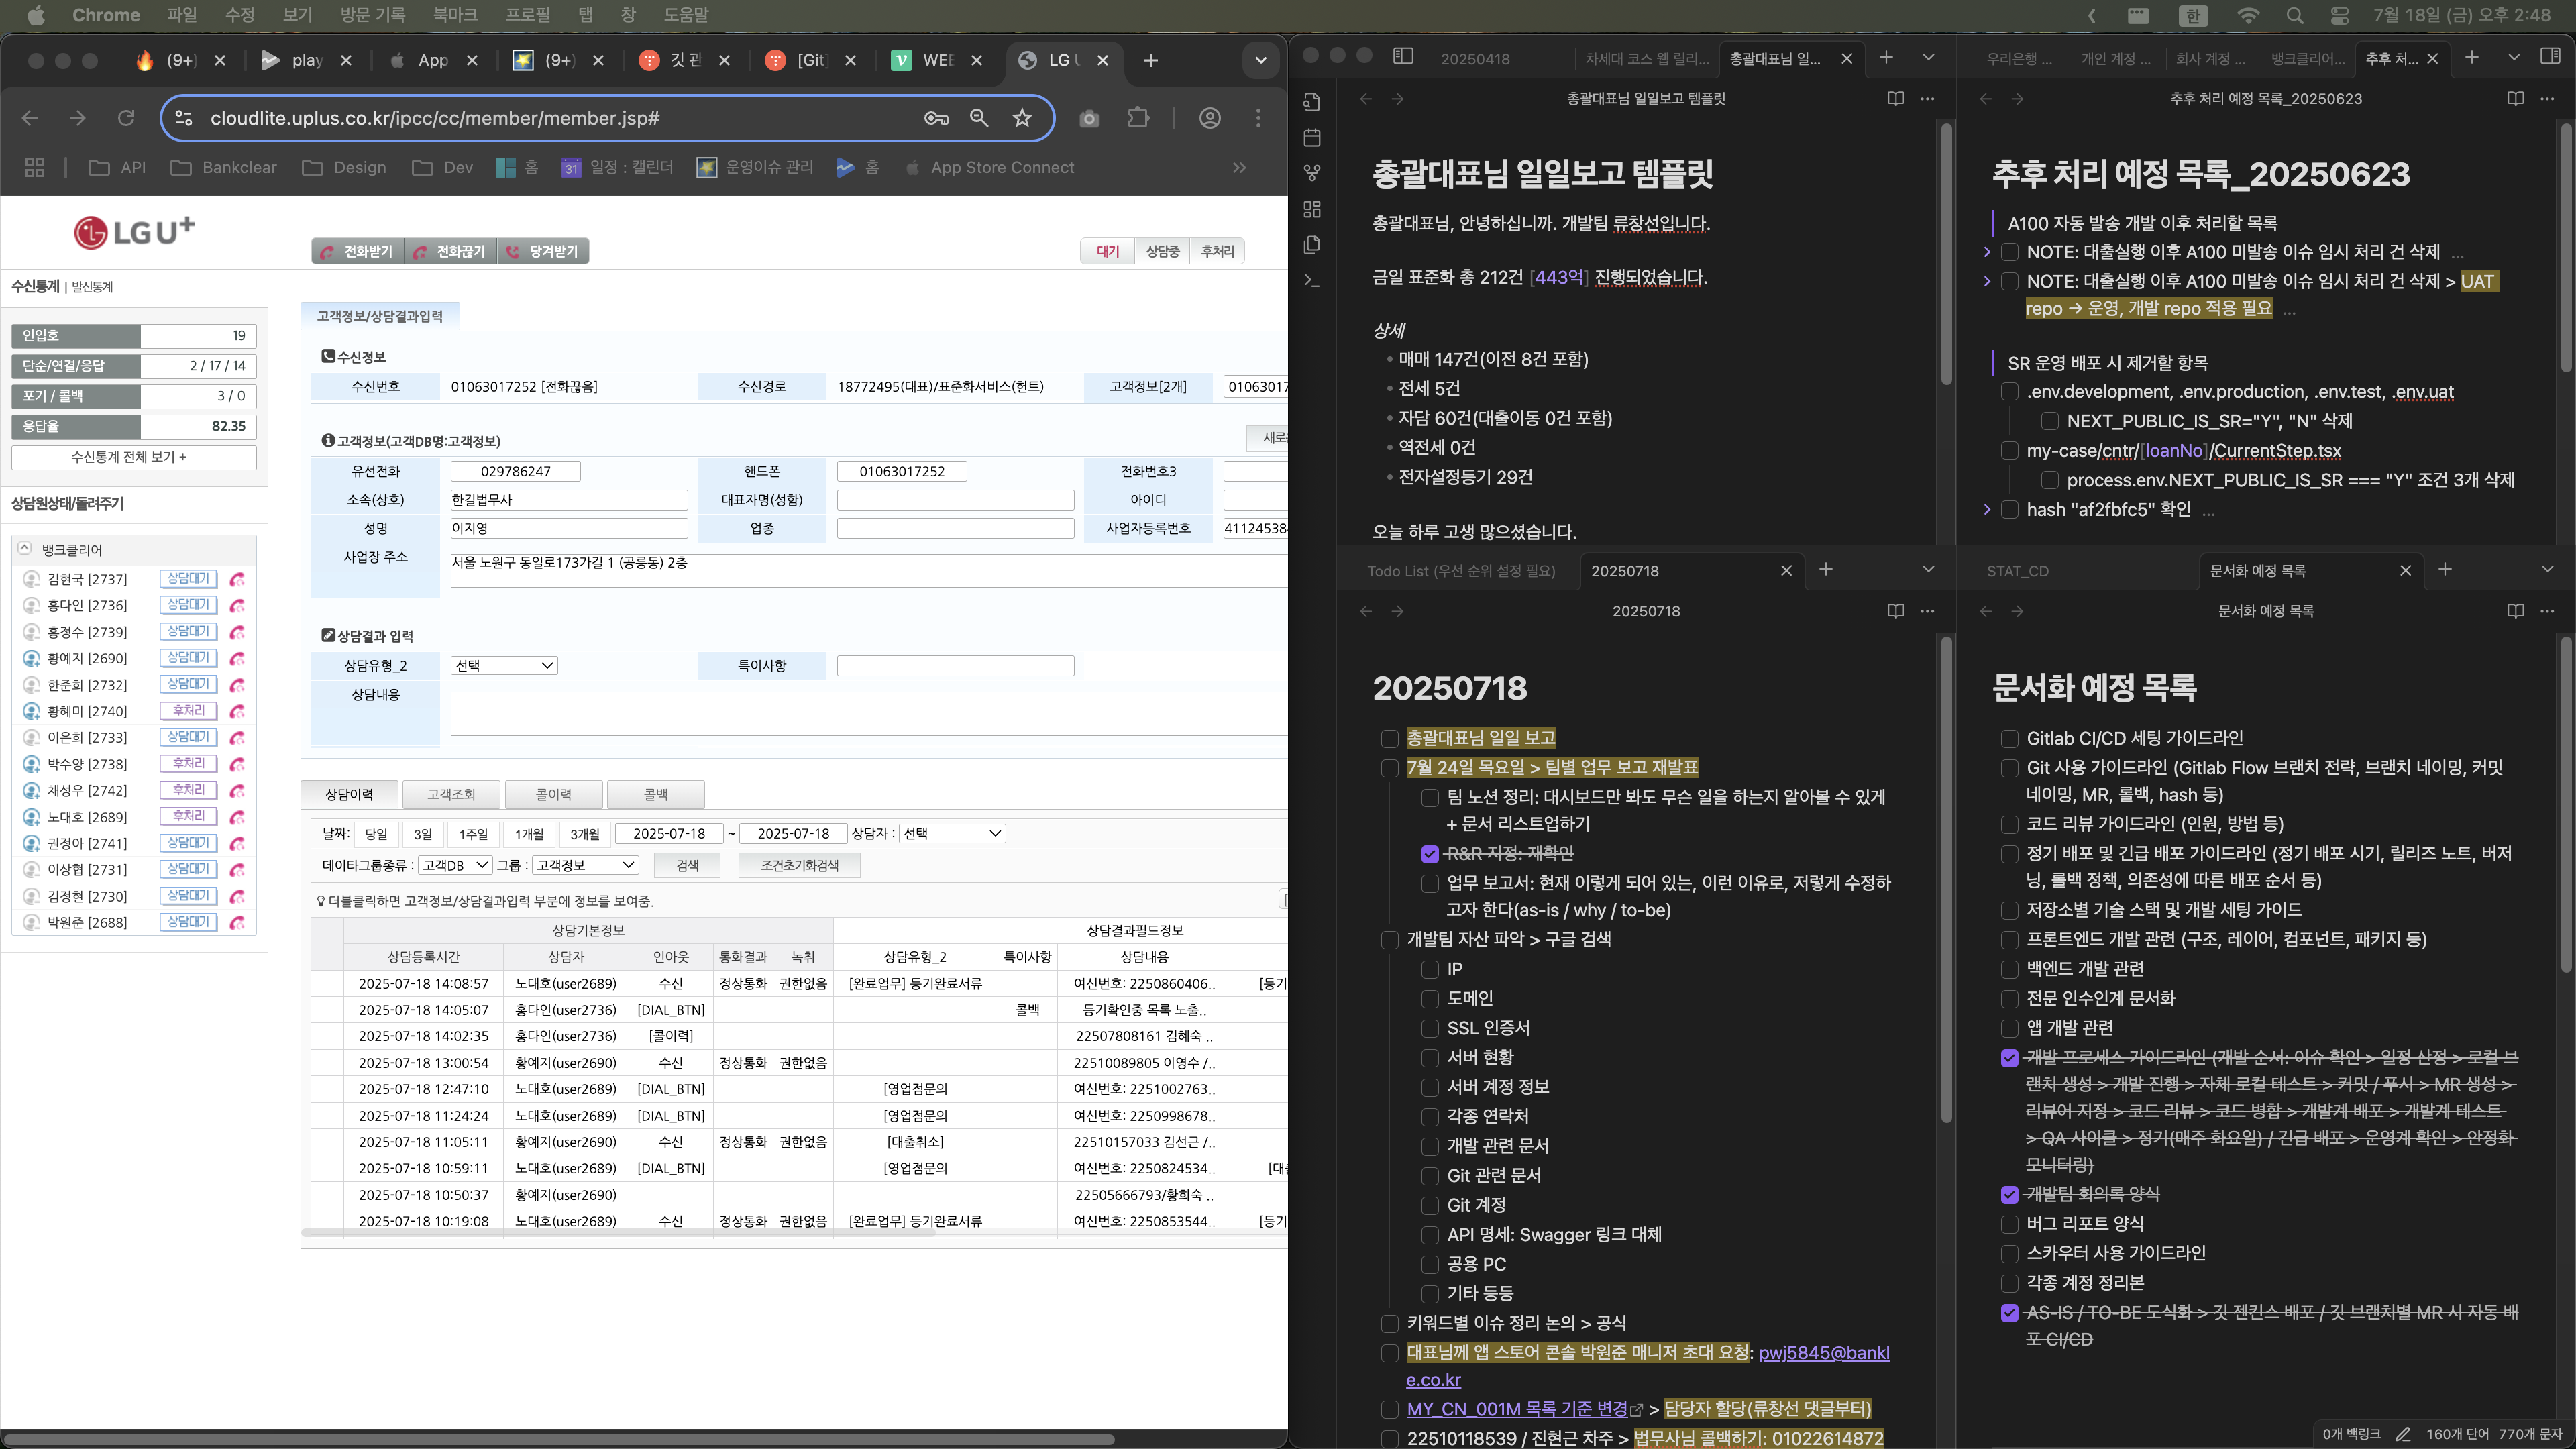 Chrome 파일 수정 보기 방문 기록 북마크 프로필 탭 창 도움말
한 7월 18일 (금) 오후 2:48
(9+) play App (9+) 깃 관 [Git] WEE LG U
cloudlite.uplus.co.kr/ipcc/cc/member/member.jsp#
API Bankclear Design Dev 홈 31 일정 : 캘린더 운영이슈 관리 홈 App Store Connect
LG U+
수신통계 | 발신통계
인입호 19
단순/연결/응답 2 / 17 / 14
포기 / 콜백 3 / 0
응답율 82.35
수신통계 전체 보기 +
상담원상태/돌려주기
뱅크클리어
김현국 [2737] 상담대기
홍다인 [2736] 상담대기
홍정수 [2739] 상담대기
황예지 [2690] 상담대기
한준희 [2732] 상담대기
황혜미 [2740] 후처리
이은희 [2733] 상담대기
박수양 [2738] 후처리
채성우 [2742] 후처리
노대호 [2689] 후처리
권정아 [2741] 상담대기
이상협 [2731] 상담대기
김정현 [2730] 상담대기
박원준 [2688] 상담대기
전화받기 전화끊기 당겨받기
대기 상담중 후처리
고객정보/상담결과입력
수신정보
수신번호 01063017252 [전화끊음] 수신경로 18772495(대표)/표준화서비스(헌트) 고객정보[2개] 01063017
고객정보(고객DB명:고객정보) 새로
유선전화 029786247 핸드폰 01063017252 전화번호3
소속(상호) 한길법무사 대표자명(성함) 아이디
성명 이지영 업종 사업자등록번호 41124538
사업장 주소 서울 노원구 동일로173가길 1 (공릉동) 2층
상담결과 입력
상담유형_2 선택 특이사항
상담내용
상담이력 고객조회 콜이력 콜백
날짜: 당일 3일 1주일 1개월 3개월 2025-07-18 ~ 2025-07-18 상담자 : 선택
데이타그룹종류 : 고객DB 그룹 : 고객정보 검색 조건초기화검색
더블클릭하면 고객정보/상담결과입력 부분에 정보를 보여줌.
상담기본정보 상담결과필드정보
상담등록시간 상담자 인아웃 통화결과 녹취 상담유형_2 특이사항 상담내용
2025-07-18 14:08:57 노대호(user2689) 수신 정상통화 권한없음 [완료업무] 등기완료서류 여신번호: 2250860406.. [등기
2025-07-18 14:05:07 홍다인(user2736) [DIAL_BTN] 콜백 등기확인중 목록 노출..
2025-07-18 14:02:35 홍다인(user2736) [콜이력] 22507808161 김혜숙 ..
2025-07-18 13:00:54 황예지(user2690) 수신 정상통화 권한없음 22510089805 이영수 /..
2025-07-18 12:47:10 노대호(user2689) [DIAL_BTN] [영업점문의 여신번호: 2251002763..
2025-07-18 11:24:24 노대호(user2689) [DIAL_BTN] [영업점문의 여신번호: 2250998678..
2025-07-18 11:05:11 황예지(user2690) 수신 정상통화 권한없음 [대출취소] 22510157033 김선근 /..
2025-07-18 10:59:11 노대호(user2689) [DIAL_BTN] [영업점문의 여신번호: 2250824534.. [대출
2025-07-18 10:50:37 황예지(user2690) 22505666793/황희숙 ..
2025-07-18 10:19:08 노대호(user2689) 수신 정상통화 권한없음 [완료업무] 등기완료서류 여신번호: 2250853544.. [등기
20250418 차세대 코스 웹 릴리... 총괄대표님 일...
총괄대표님 일일보고 템플릿
총괄대표님 일일보고 템플릿
총괄대표님, 안녕하십니까. 개발팀 류창선입니다.
금일 표준화 총 212건 [443억] 진행되었습니다.
상세
매매 147건(이전 8건 포함)
전세 5건
자담 60건(대출이동 0건 포함)
역전세 0건
전자설정등기 29건
오늘 하루 고생 많으셨습니다.
우리은행 ... 개인 계정 ... 회사 계정 ... 뱅크클리어... 추후 처...
추후 처리 예정 목록_20250623
추후 처리 예정 목록_20250623
A100 자동 발송 개발 이후 처리할 목록
NOTE: 대출실행 이후 A100 미발송 이슈 임시 처리 건 삭제 ...
NOTE: 대출실행 이후 A100 미발송 이슈 임시 처리 건 삭제 > UAT
repo → 운영, 개발 repo 적용 필요 ...
SR 운영 배포 시 제거할 항목
.env.development, .env.production, .env.test, .env.uat
NEXT_PUBLIC_IS_SR="Y", "N" 삭제
my-case/cntr/[loanNo]/CurrentStep.tsx
process.env.NEXT_PUBLIC_IS_SR === "Y" 조건 3개 삭제
hash "af2fbfc5" 확인 ...
Todo List (우선 순위 설정 필요) 20250718
20250718
20250718
총괄대표님 일일 보고
7월 24일 목요일 > 팀별 업무 보고 재발표
팀 노션 정리: 대시보드만 봐도 무슨 일을 하는지 알아볼 수 있게
+ 문서 리스트업하기
R&R 지정: 재확인
업무 보고서: 현재 이렇게 되어 있는, 이런 이유로, 저렇게 수정하
고자 한다(as-is / why / to-be)
개발팀 자산 파악 > 구글 검색
IP
도메인
SSL 인증서
서버 현황
서버 계정 정보
각종 연락처
개발 관련 문서
Git 관련 문서
Git 계정
API 명세: Swagger 링크 대체
공용 PC
기타 등등
키워드별 이슈 정리 논의 > 공식
대표님께 앱 스토어 콘솔 박원준 매니저 초대 요청: pwj5845@bankl
e.co.kr
MY_CN_001M 목록 기준 변경 > 담당자 할당(류창선 댓글부터)
22510118539 / 진현근 차주 > 법무사님 콜백하기: 01022614872
STAT_CD 문서화 예정 목록
문서화 예정 목록
문서화 예정 목록
Gitlab CI/CD 세팅 가이드라인
Git 사용 가이드라인 (Gitlab Flow 브랜치 전략, 브랜치 네이밍, 커밋
네이밍, MR, 롤백, hash 등)
코드 리뷰 가이드라인 (인원, 방법 등)
정기 배포 및 긴급 배포 가이드라인 (정기 배포 시기, 릴리즈 노트, 버저
닝, 롤백 정책, 의존성에 따른 배포 순서 등)
저장소별 기술 스택 및 개발 세팅 가이드
프론트엔드 개발 관련 (구조, 레이어, 컴포넌트, 패키지 등)
백엔드 개발 관련
전문 인수인계 문서화
앱 개발 관련
개발 프로세스 가이드라인 (개발 순서: 이슈 확인 > 일정 산정 > 로컬 브
랜치 생성 > 개발 진행 > 자체 로컬 테스트 > 커밋 / 푸시 > MR 생성 >
리뷰어 지정 > 코드 리뷰 > 코드 병합 > 개발계 배포 > 개발계 테스트
> QA 사이클 > 정기(매주 화요일) / 긴급 배포 > 운영계 확인 > 안정화
모니터링)
개발팀 회의록 양식
버그 리포트 양식
스카우터 사용 가이드라인
각종 계정 정리본
AS-IS / TO-BE 도식화 > 깃 젠킨스 배포 / 깃 브랜치별 MR 시 자동 배
포 CI/CD
0개 백링크 160개 단어 770개 문자